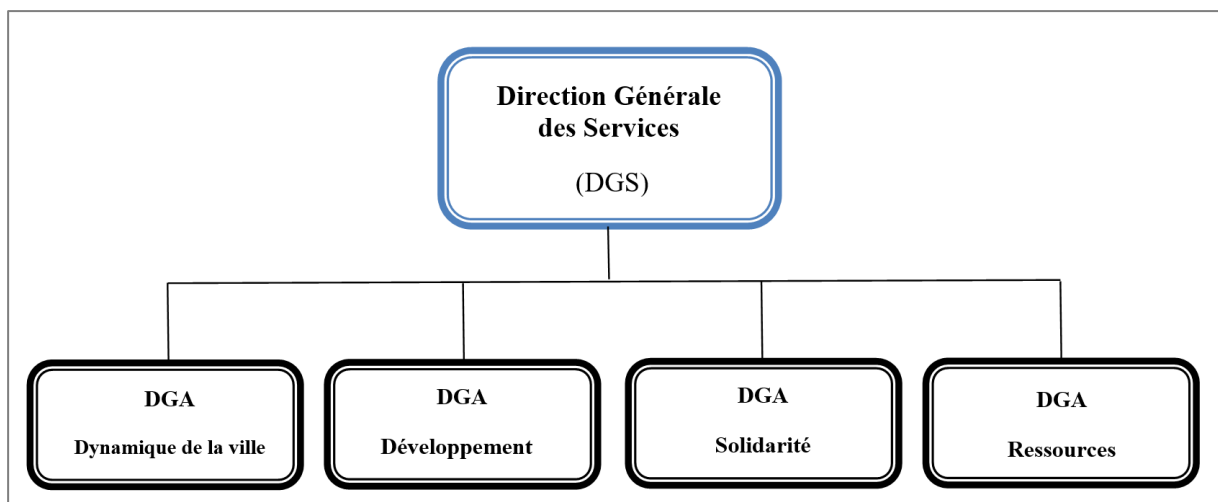 Direction Générale
des Services
(DGS)
DGA
Dynamique de la ville
DGA
Développement
DGA
Solidarité
DGA
Ressources